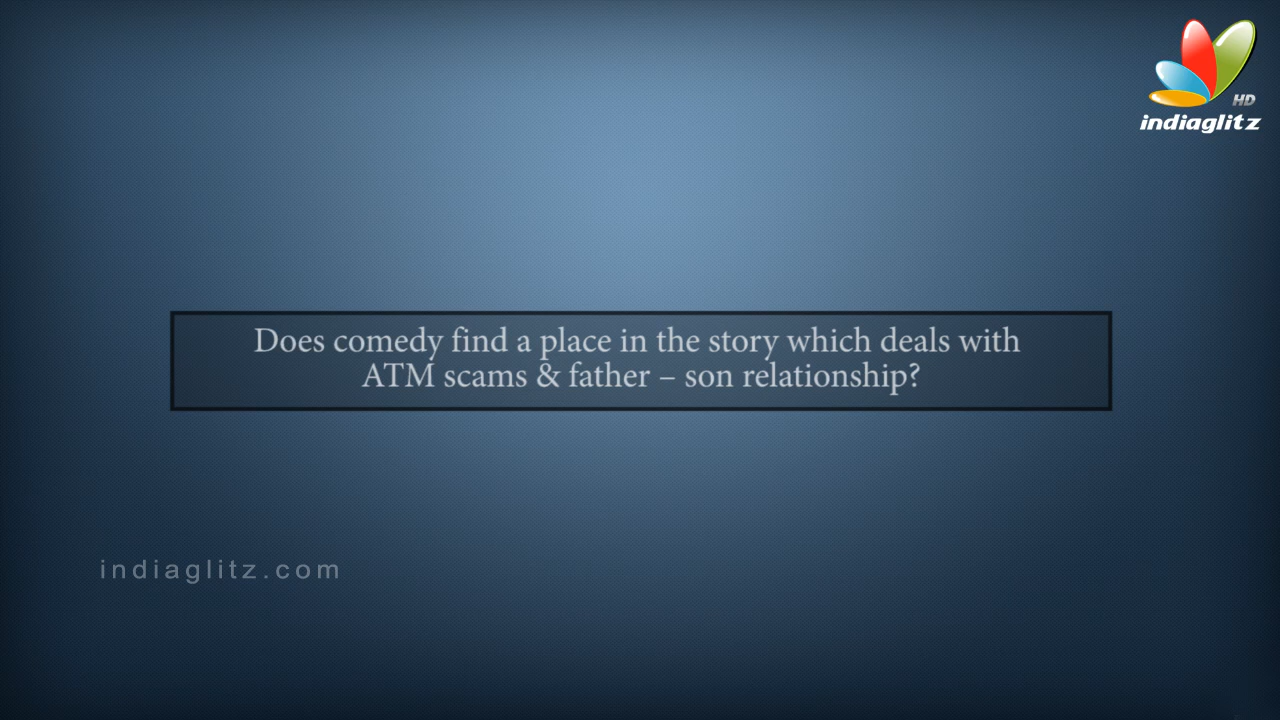 HD
indiaglitz
Does comedy find a place in the story which deals with
ATM scams & father – son relationship?
indiaglitz.com